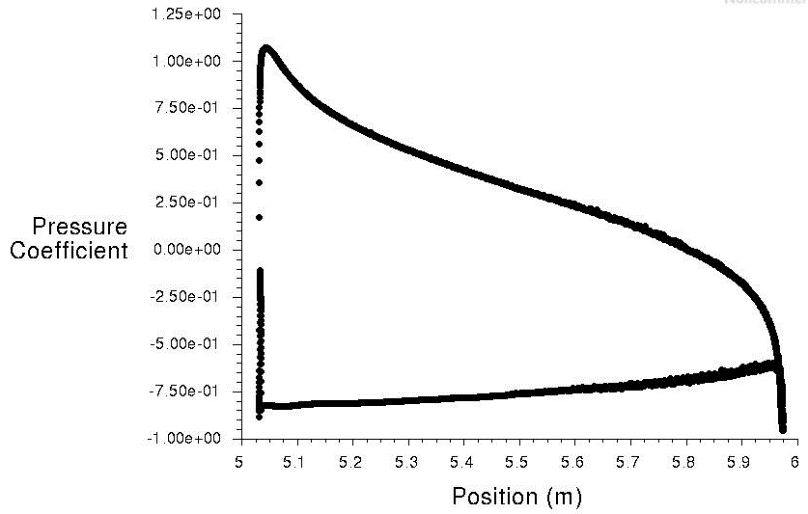 1.25e+00
1.00e+00
7.50e-01
5.00e-01
2.50e-01
0.00e+00
-2.50e-01
-5.00e-01
-7.50e-01
-1.00e+00
Pressure
Coefficient
5 5.1 5.2 5.3 5.4 5.5 5.6 5.7 5.8 5.9 6
Position (m)